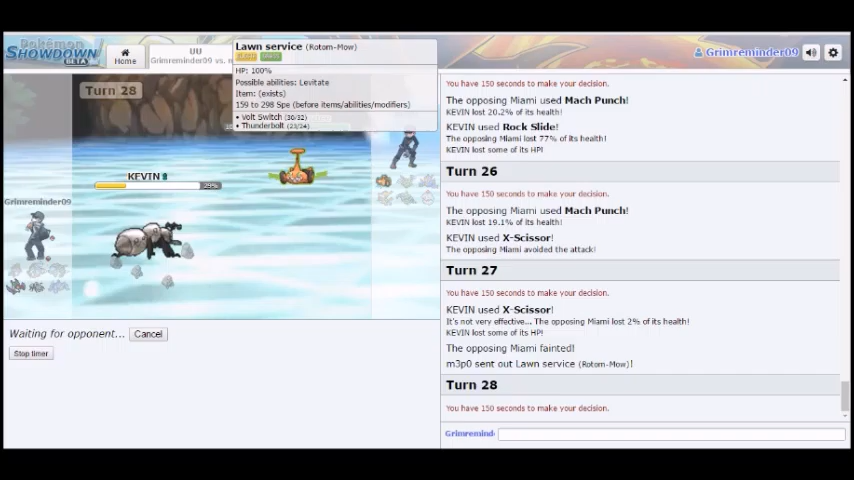 Pokémon
SHOWDOWN
BETA
Home
UU
Grimreminder09 vs. m
Grimreminder09
Lawn service (Rotom-Mow)
HP: 100%
Possible abilities: Levitate
Item: (exists)
159 to 298 Spe (before items/abilities/modifiers)
• Volt Switch (30/32)
• Thunderbolt (23/24)
Turn 28
KEVIN
29%
Grimreminder09
Waiting for opponent...
Cancel
Stop timer
You have 150 seconds to make your decision.
The opposing Miami used Mach Punch!
KEVIN lost 20.2% of its health!
KEVIN used Rock Slide!
The opposing Miami lost 77% of its health!
KEVIN lost some of its HP!
Turn 26
You have 150 seconds to make your decision.
The opposing Miami used Mach Punch!
KEVIN lost 19.1% of its health!
KEVIN used X-Scissor!
The opposing Miami avoided the attack!
Turn 27
You have 150 seconds to make your decision.
KEVIN used X-Scissor!
It's not very effective... The opposing Miami lost 2% of its health!
KEVIN lost some of its HP!
The opposing Miami fainted!
m3p0 sent out Lawn service (Rotom-Mow)!
Turn 28
You have 150 seconds to make your decision.
Grimremind